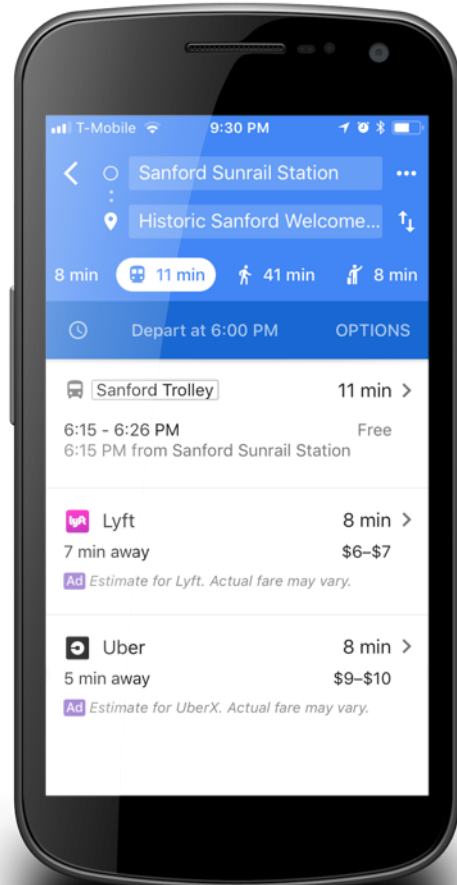 T-Mobile 9:30 PM
Sanford Sunrail Station
Historic Sanford Welcome...
8 min 11 min 41 min 8 min
Depart at 6:00 PM OPTIONS
Sanford Trolley 11 min
6:15 - 6:26 PM Free
6:15 PM from Sanford Sunrail Station
lyft Lyft 8 min
7 min away $6–$7
Ad Estimate for Lyft. Actual fare may vary.
Uber 8 min
5 min away $9–$10
Ad Estimate for UberX. Actual fare may vary.